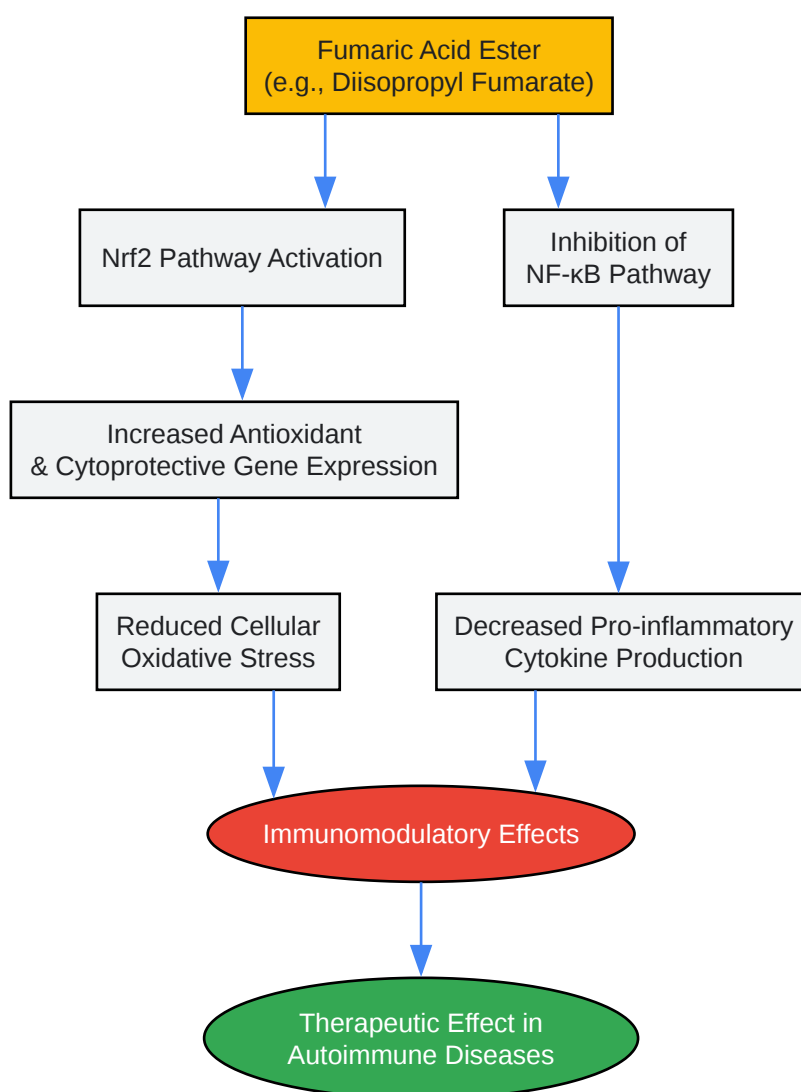 Fumaric Acid Ester
(e.g., Diisopropyl Fumarate)
Nrf2 Pathway Activation
Inhibition of
NF-κB Pathway
Increased Antioxidant
& Cytoprotective Gene Expression
Reduced Cellular
Oxidative Stress
Decreased Pro-inflammatory
Cytokine Production
Immunomodulatory Effects
Therapeutic Effect in
Autoimmune Diseases